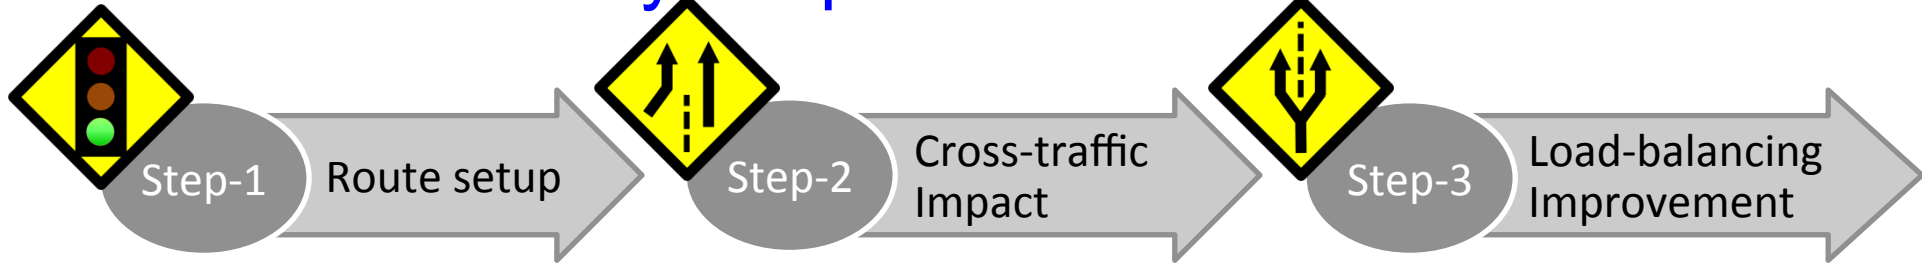 Step-1
Route setup
Step-2
Cross-traffic
Impact
Step-3
Load-balancing
Improvement